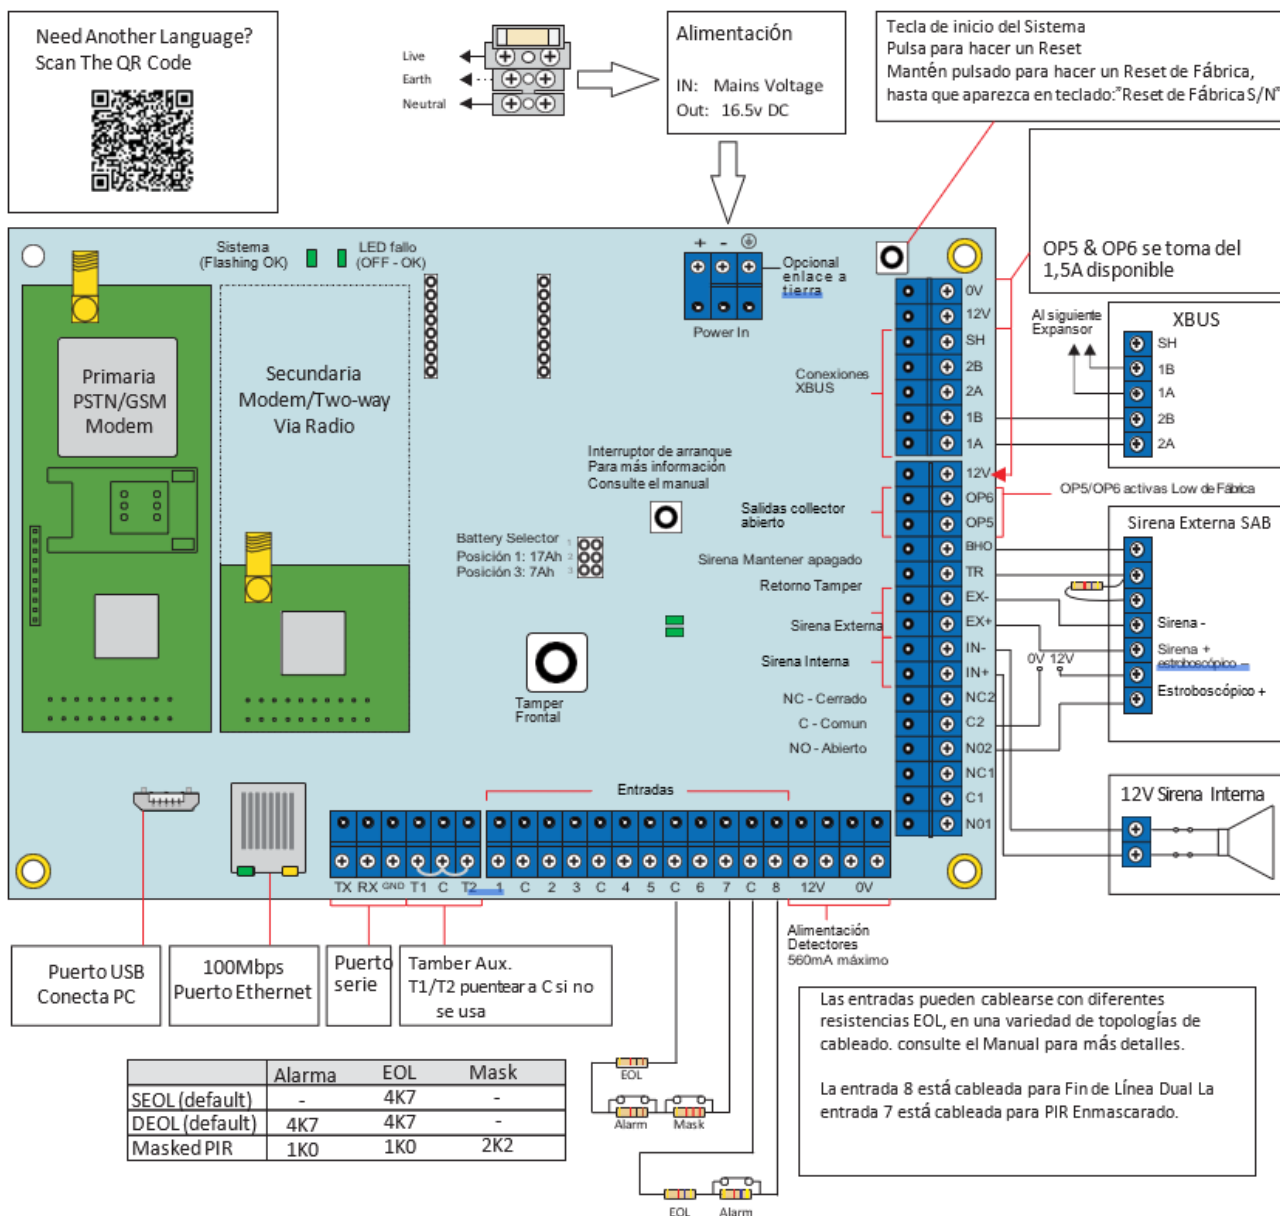 Need Another Language?
Scan The QR Code
Live
Earth
Neutral
Alimentación
IN: Mains Voltage
Out: 16.5v DC
Tecla de inicio del Sistema
Pulsa para hacer un Reset
Mantén pulsado para hacer un Reset de Fábrica,
hasta que aparezca en teclado:"Reset de Fábrica S/N"
OP5 & OP6 se toma del
1,5A disponible
Sistema
(Flashing OK)
LED fallo
(OFF - OK)
+ -
Opcional
enlace a
tierra
Power In
Primaria
PSTN/GSM
Modem
Secundaria
Modem/Two-way
Via Radio
Conexiones
XBUS
0V
12V
SH
2B
2A
1B
1A
12V
OP6
OP5
BHO
TR
EX-
EX+
IN-
IN+
NC2
C2
N02
NC1
C1
N01
Al siguiente
Expansor
XBUS
SH
1B
1A
2B
2A
OP5/OP6 activas Low de Fábrica
Interruptor de arranque
Para más información
Consulte el manual
Salidas collector
abierto
Battery Selector
Posición 1: 17Ah
Posición 3: 7Ah
1
2
3
Sirena Mantener apagado
Retorno Tamper
Sirena Externa
Sirena Interna
NC - Cerrado
C - Comun
NO - Abierto
Sirena Externa SAB
Sirena -
Sirena +
estroboscópico -
Estroboscópico +
0V 12V
Tamper
Frontal
12V Sirena Interna
Entradas
TX RX GND T1 C T2 1 C 2 3 C 4 5 C 6 7 C 8 12V 0V
Puerto USB
Conecta PC
100Mbps
Puerto Ethernet
Puerto
serie
Tamber Aux.
T1/T2 puentear a C si no
se usa
Alimentación
Detectores
560mA máximo
Las entradas pueden cablearse con diferentes
resistencias EOL, en una variedad de topologías de
cableado. consulte el Manual para más detalles.
La entrada 8 está cableada para Fin de Línea Dual La
entrada 7 está cableada para PIR Enmascarado.
EOL
Alarm
Mask
EOL
Alarm
Alarma EOL Mask
SEOL (default) - 4K7 -
DEOL (default) 4K7 4K7 -
Masked PIR 1K0 1K0 2K2